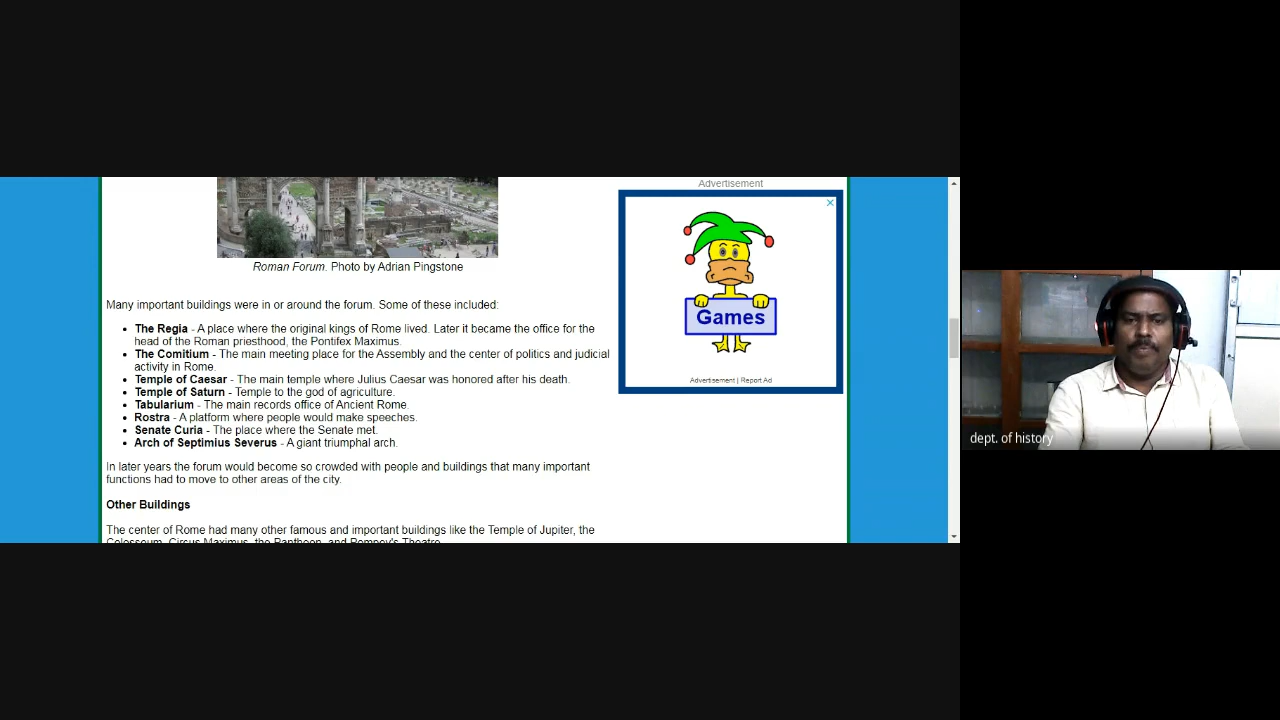 Advertisement
Games
Advertisement | Report Ad
Roman Forum. Photo by Adrian Pingstone
Many important buildings were in or around the forum. Some of these included:
The Regia - A place where the original kings of Rome lived. Later it became the office for the
head of the Roman priesthood, the Pontifex Maximus.
The Comitium - The main meeting place for the Assembly and the center of politics and judicial
activity in Rome.
Temple of Caesar - The main temple where Julius Caesar was honored after his death.
Temple of Saturn - Temple to the god of agriculture.
Tabularium - The main records office of Ancient Rome.
Rostra - A platform where people would make speeches.
Senate Curia - The place where the Senate met.
Arch of Septimius Severus - A giant triumphal arch.
In later years the forum would become so crowded with people and buildings that many important
functions had to move to other areas of the city.
Other Buildings
The center of Rome had many other famous and important buildings like the Temple of Jupiter, the
Colosseum, Circus Maximus, the Pantheon, and Pompey's Theatre.
dept. of history